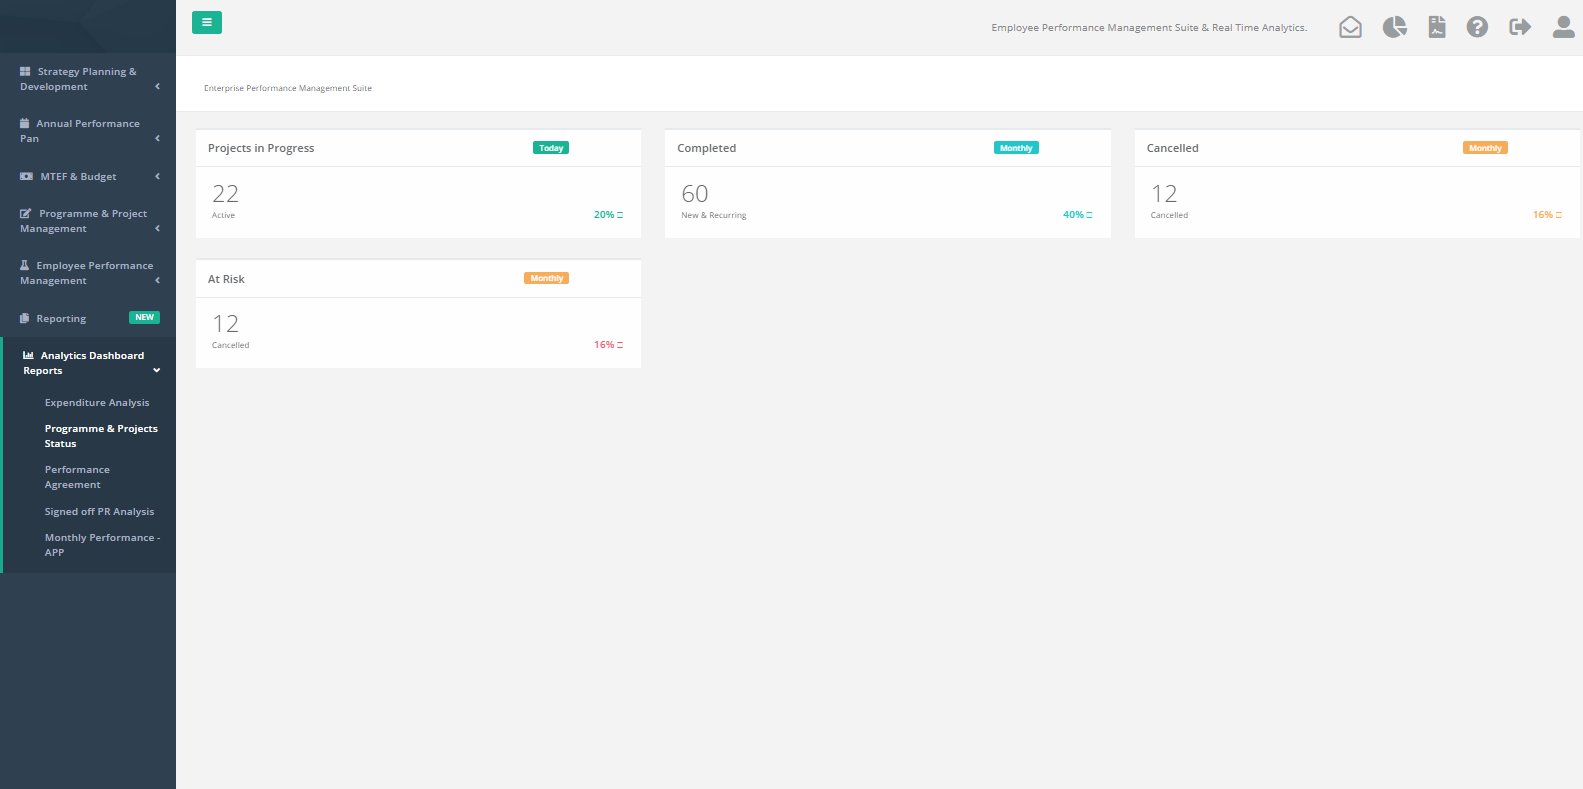 Strategy Planning &
Development
Annual Performance
Pan
MTEF & Budget
Programme & Project
Management
Employee Performance
Management
Reporting NEW
Analytics Dashboard
Reports
Expenditure Analysis
Programme & Projects
Status
Performance
Agreement
Signed off PR Analysis
Monthly Performance -
APP
Employee Performance Management Suite & Real Time Analytics.
Enterprise Performance Management Suite
Projects in Progress Today
22
Active 20%
Completed Monthly
60
New & Recurring 40%
Cancelled Monthly
12
Cancelled 16%
At Risk Monthly
12
Cancelled 16%